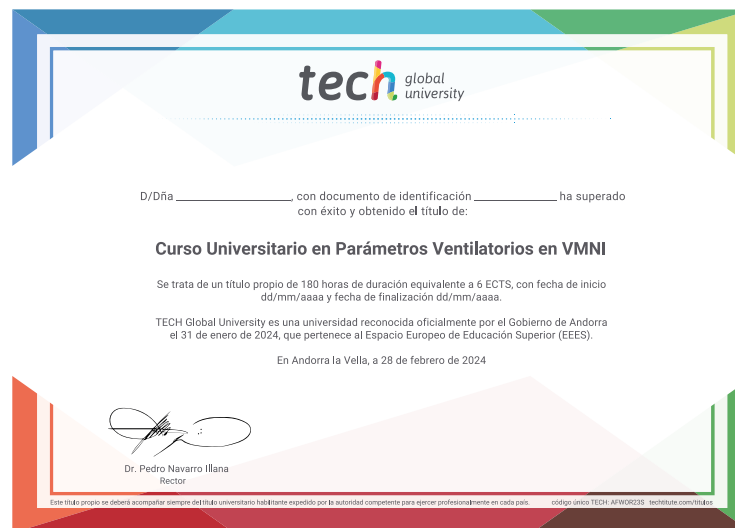 tech global university
D/Dña ____________, con documento de identificación ____________ ha superado
con éxito y obtenido el título de:
Curso Universitario en Parámetros Ventilatorios en VMNI
Se trata de un título propio de 180 horas de duración equivalente a 6 ECTS, con fecha de inicio
dd/mm/aaaa y fecha de finalización dd/mm/aaaa.
TECH Global University es una universidad reconocida oficialmente por el Gobierno de Andorra
el 31 de enero de 2024, que pertenece al Espacio Europeo de Educación Superior (EEES).
En Andorra la Vella, a 28 de febrero de 2024
Dr. Pedro Navarro Illana
Rector
Este título propio se deberá acompañar siempre del título universitario habilitante expedido por la autoridad competente para ejercer profesionalmente en cada país. código único TECH: AFWOR23S techtitute.com/titulos